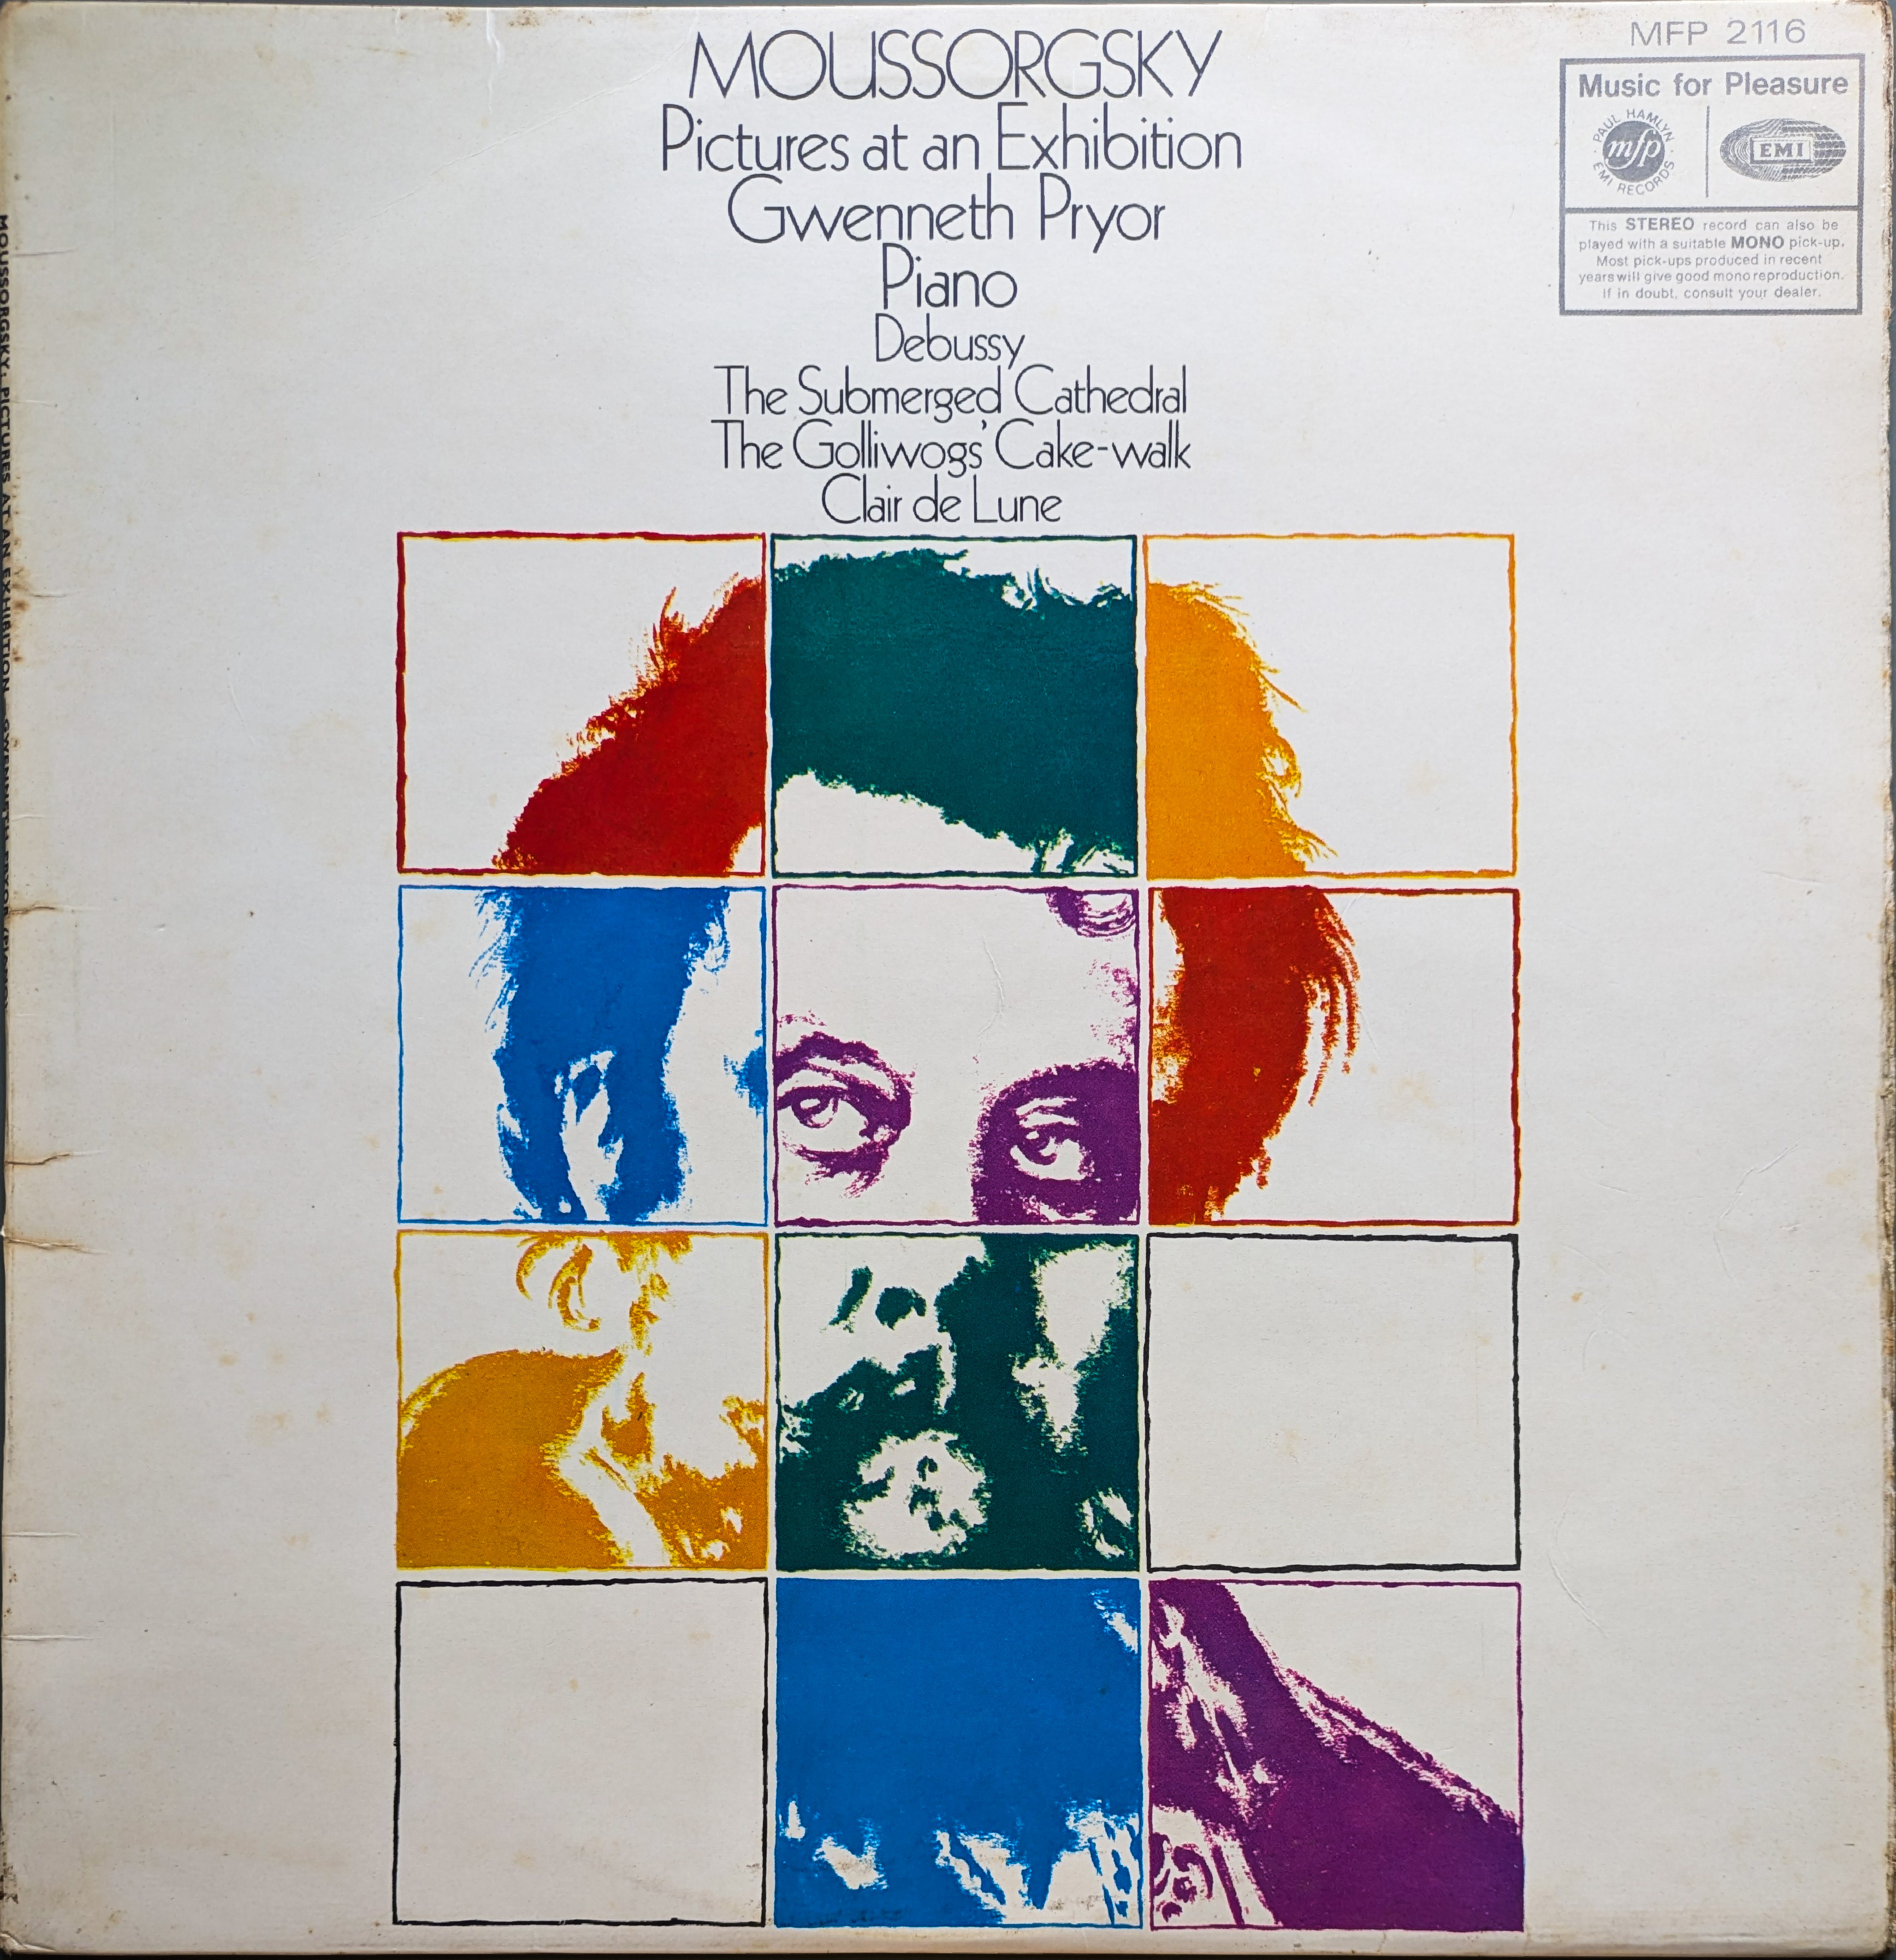 MOUSSORGSKY
Pictures at an Exhibition
Gwenneth Pryor
Piano
Debussy
The Submerged Cathedral
The Golliwogs' Cake-walk
Clair de Lune
MFP 2116
Music for Pleasure
PAUL HAMLYN
mfp
EMI RECORDS
EMI
This STEREO record can also be
played with a suitable MONO pick-up.
Most pick-ups produced in recent
years will give good mono reproduction.
If in doubt, consult your dealer.
MOUSSORGSKY: PICTURES AT AN EXHIBITION